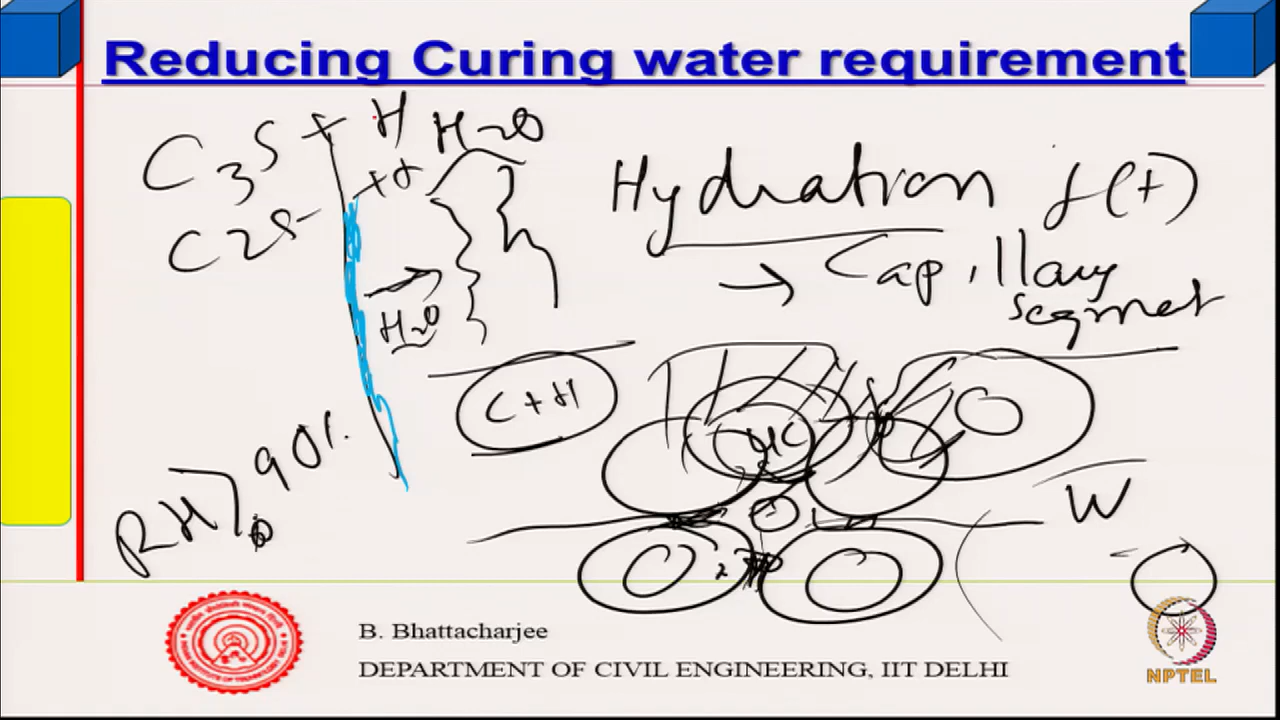 Reducing Curing water requirement
C3S + H H2O
C2S
Hydration f(t)
→ Capillary
segment
H2O
C+H
RH > 90%
W
B. Bhattacharjee
DEPARTMENT OF CIVIL ENGINEERING, IIT DELHI
NPTEL